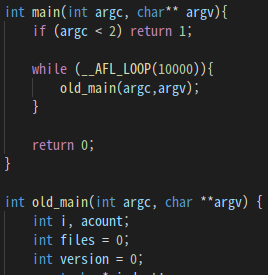 int main(int argc, char** argv){
    if (argc < 2) return 1;
    while (__AFL_LOOP(10000)){
        old_main(argc,argv);
    }
    return 0;
}
int old_main(int argc, char **argv) {
    int i, acount;
    int files = 0;
    int version = 0;